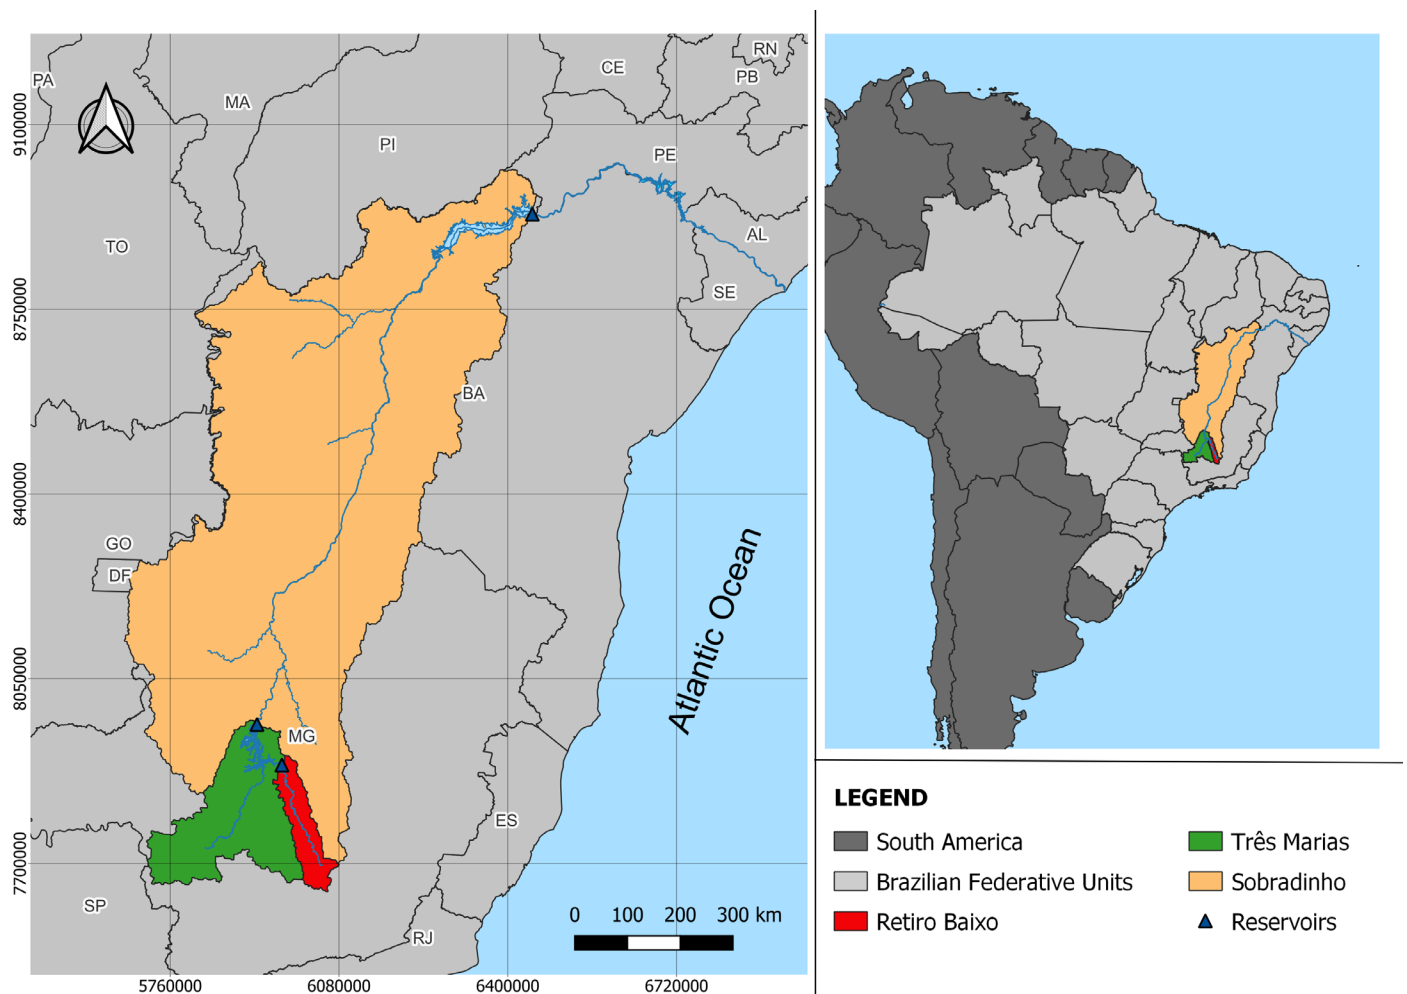 PA
MA
CE
RN
PB
PI
PE
TO
AL
SE
BA
GO
DF
MG
ES
SP
RJ
Atlantic Ocean
9100000
8750000
8400000
8050000
7700000
5760000
6080000
6400000
6720000
0 100 200 300 km
LEGEND
South America
Brazilian Federative Units
Retiro Baixo
Três Marias
Sobradinho
Reservoirs